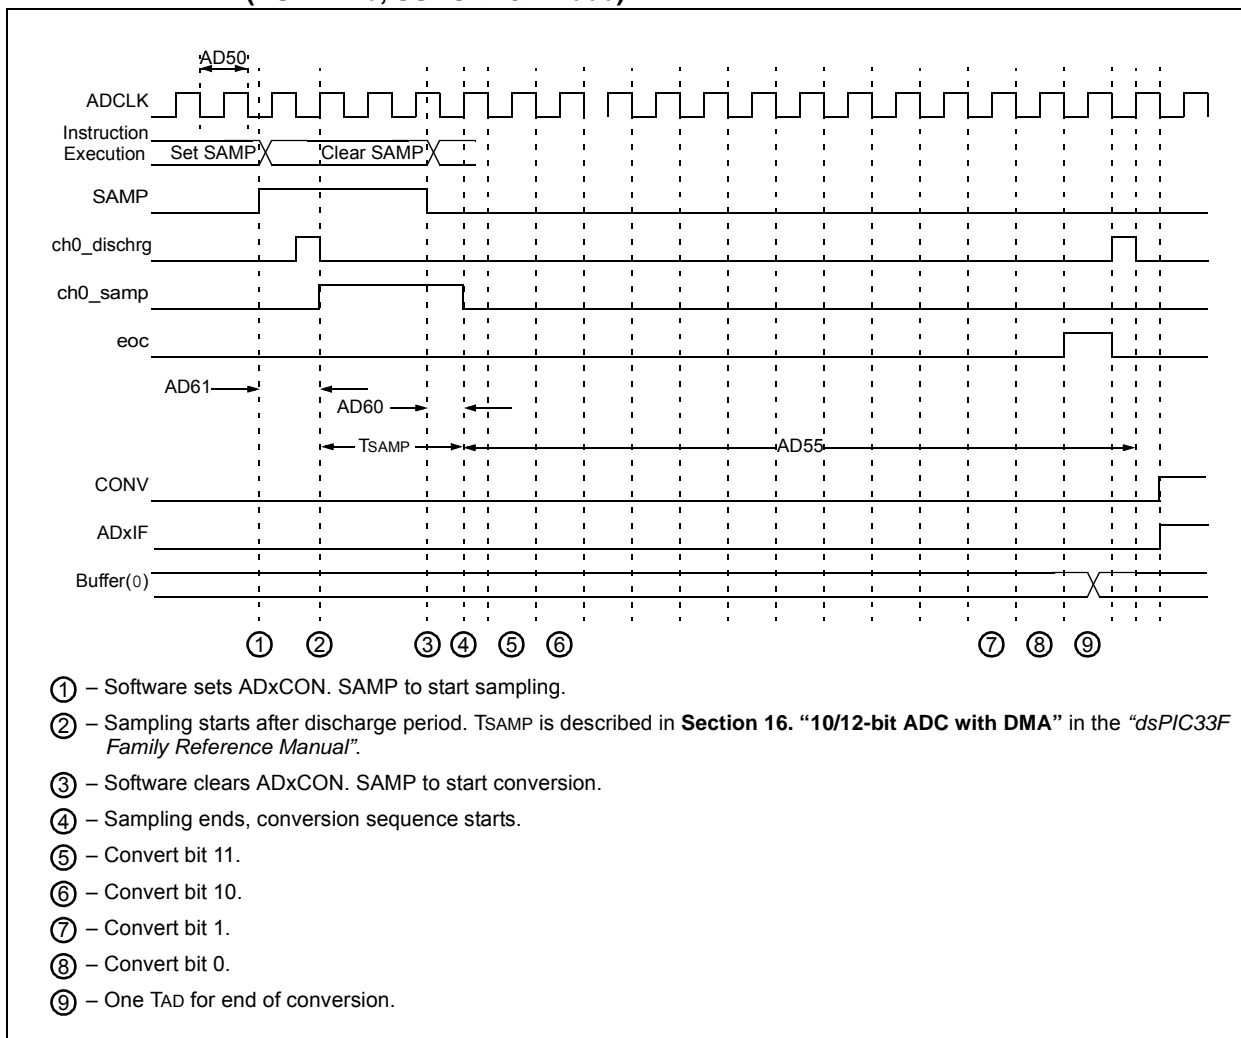 AD50
ADCLK
Instruction
Execution
Set SAMP
Clear SAMP
SAMP
ch0_dischrg
ch0_samp
eoc
AD61
AD60
TSAMP
AD55
CONV
ADxIF
Buffer(0)
1 2 3 4 5 6 7 8 9
1 – Software sets ADxCON. SAMP to start sampling.
2 – Sampling starts after discharge period. TSAMP is described in Section 16. “10/12-bit ADC with DMA” in the “dsPIC33F
Family Reference Manual”.
3 – Software clears ADxCON. SAMP to start conversion.
4 – Sampling ends, conversion sequence starts.
5 – Convert bit 11.
6 – Convert bit 10.
7 – Convert bit 1.
8 – Convert bit 0.
9 – One TAD for end of conversion.